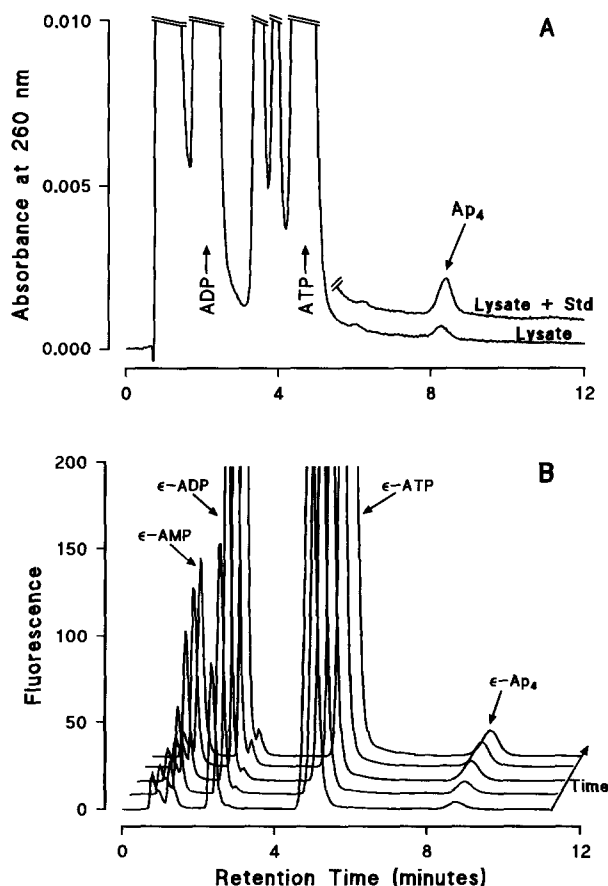 A
0.010
0.005
0.000
Absorbance at 260 nm
ADP
ATP
Ap₄
Lysate + Std
Lysate
0 4 8 12
B
200
150
100
50
0
Fluorescence
ϵ-ADP
ϵ-AMP
ϵ-ATP
ϵ-Ap₄
Time
0 4 8 12
Retention Time (minutes)